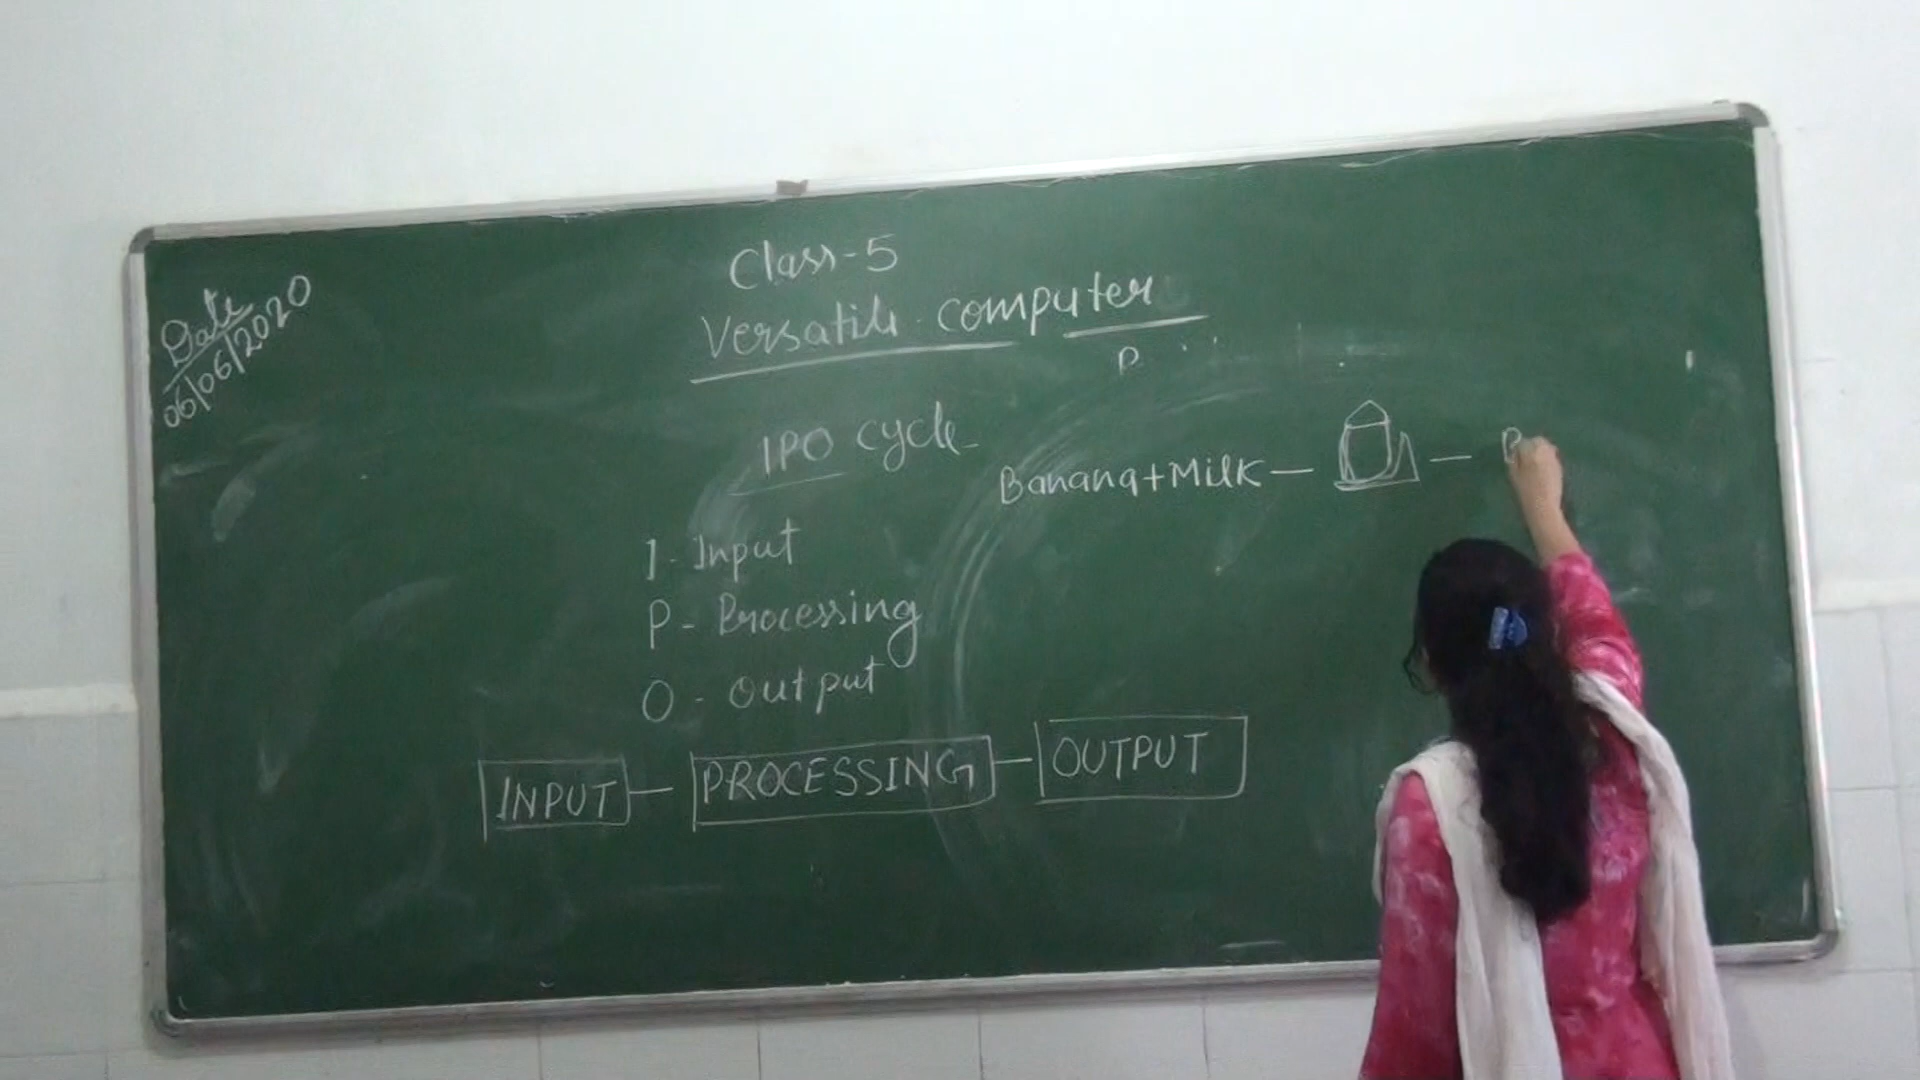 Date
06/06/2020
Class-5
Versatile computer
P
IPO cycle
Banana+Milk— — B
I - Input
P - Processing
O - Output
INPUT — PROCESSING — OUTPUT